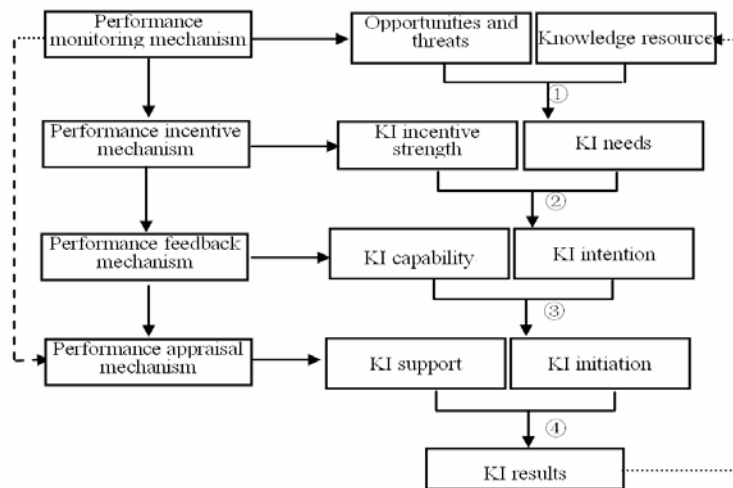 Performance
monitoring mechanism
Opportunities and
threats
Knowledge resource
①
Performance incentive
mechanism
KI incentive
strength
KI needs
②
Performance feedback
mechanism
KI capability
KI intention
③
Performance appraisal
mechanism
KI support
KI initiation
④
KI results